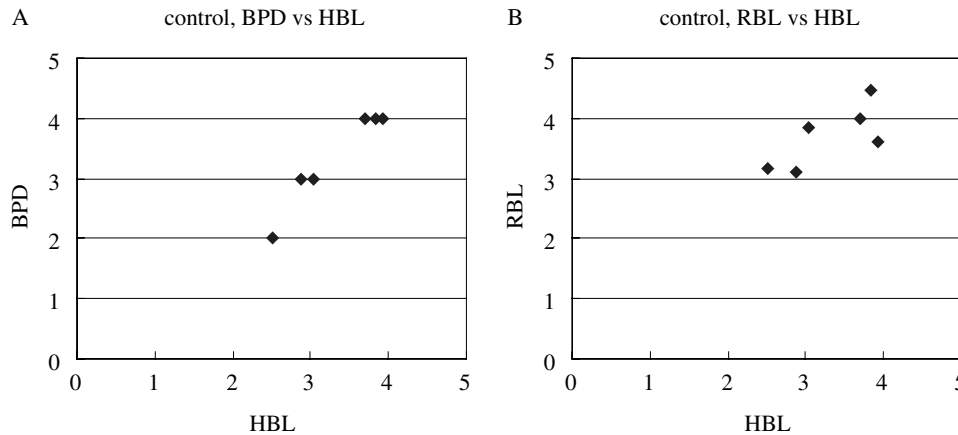 A
control, BPD vs HBL
5
4
3
2
1
0
BPD
0 1 2 3 4 5
HBL
B
control, RBL vs HBL
5
4
3
2
1
0
RBL
0 1 2 3 4 5
HBL